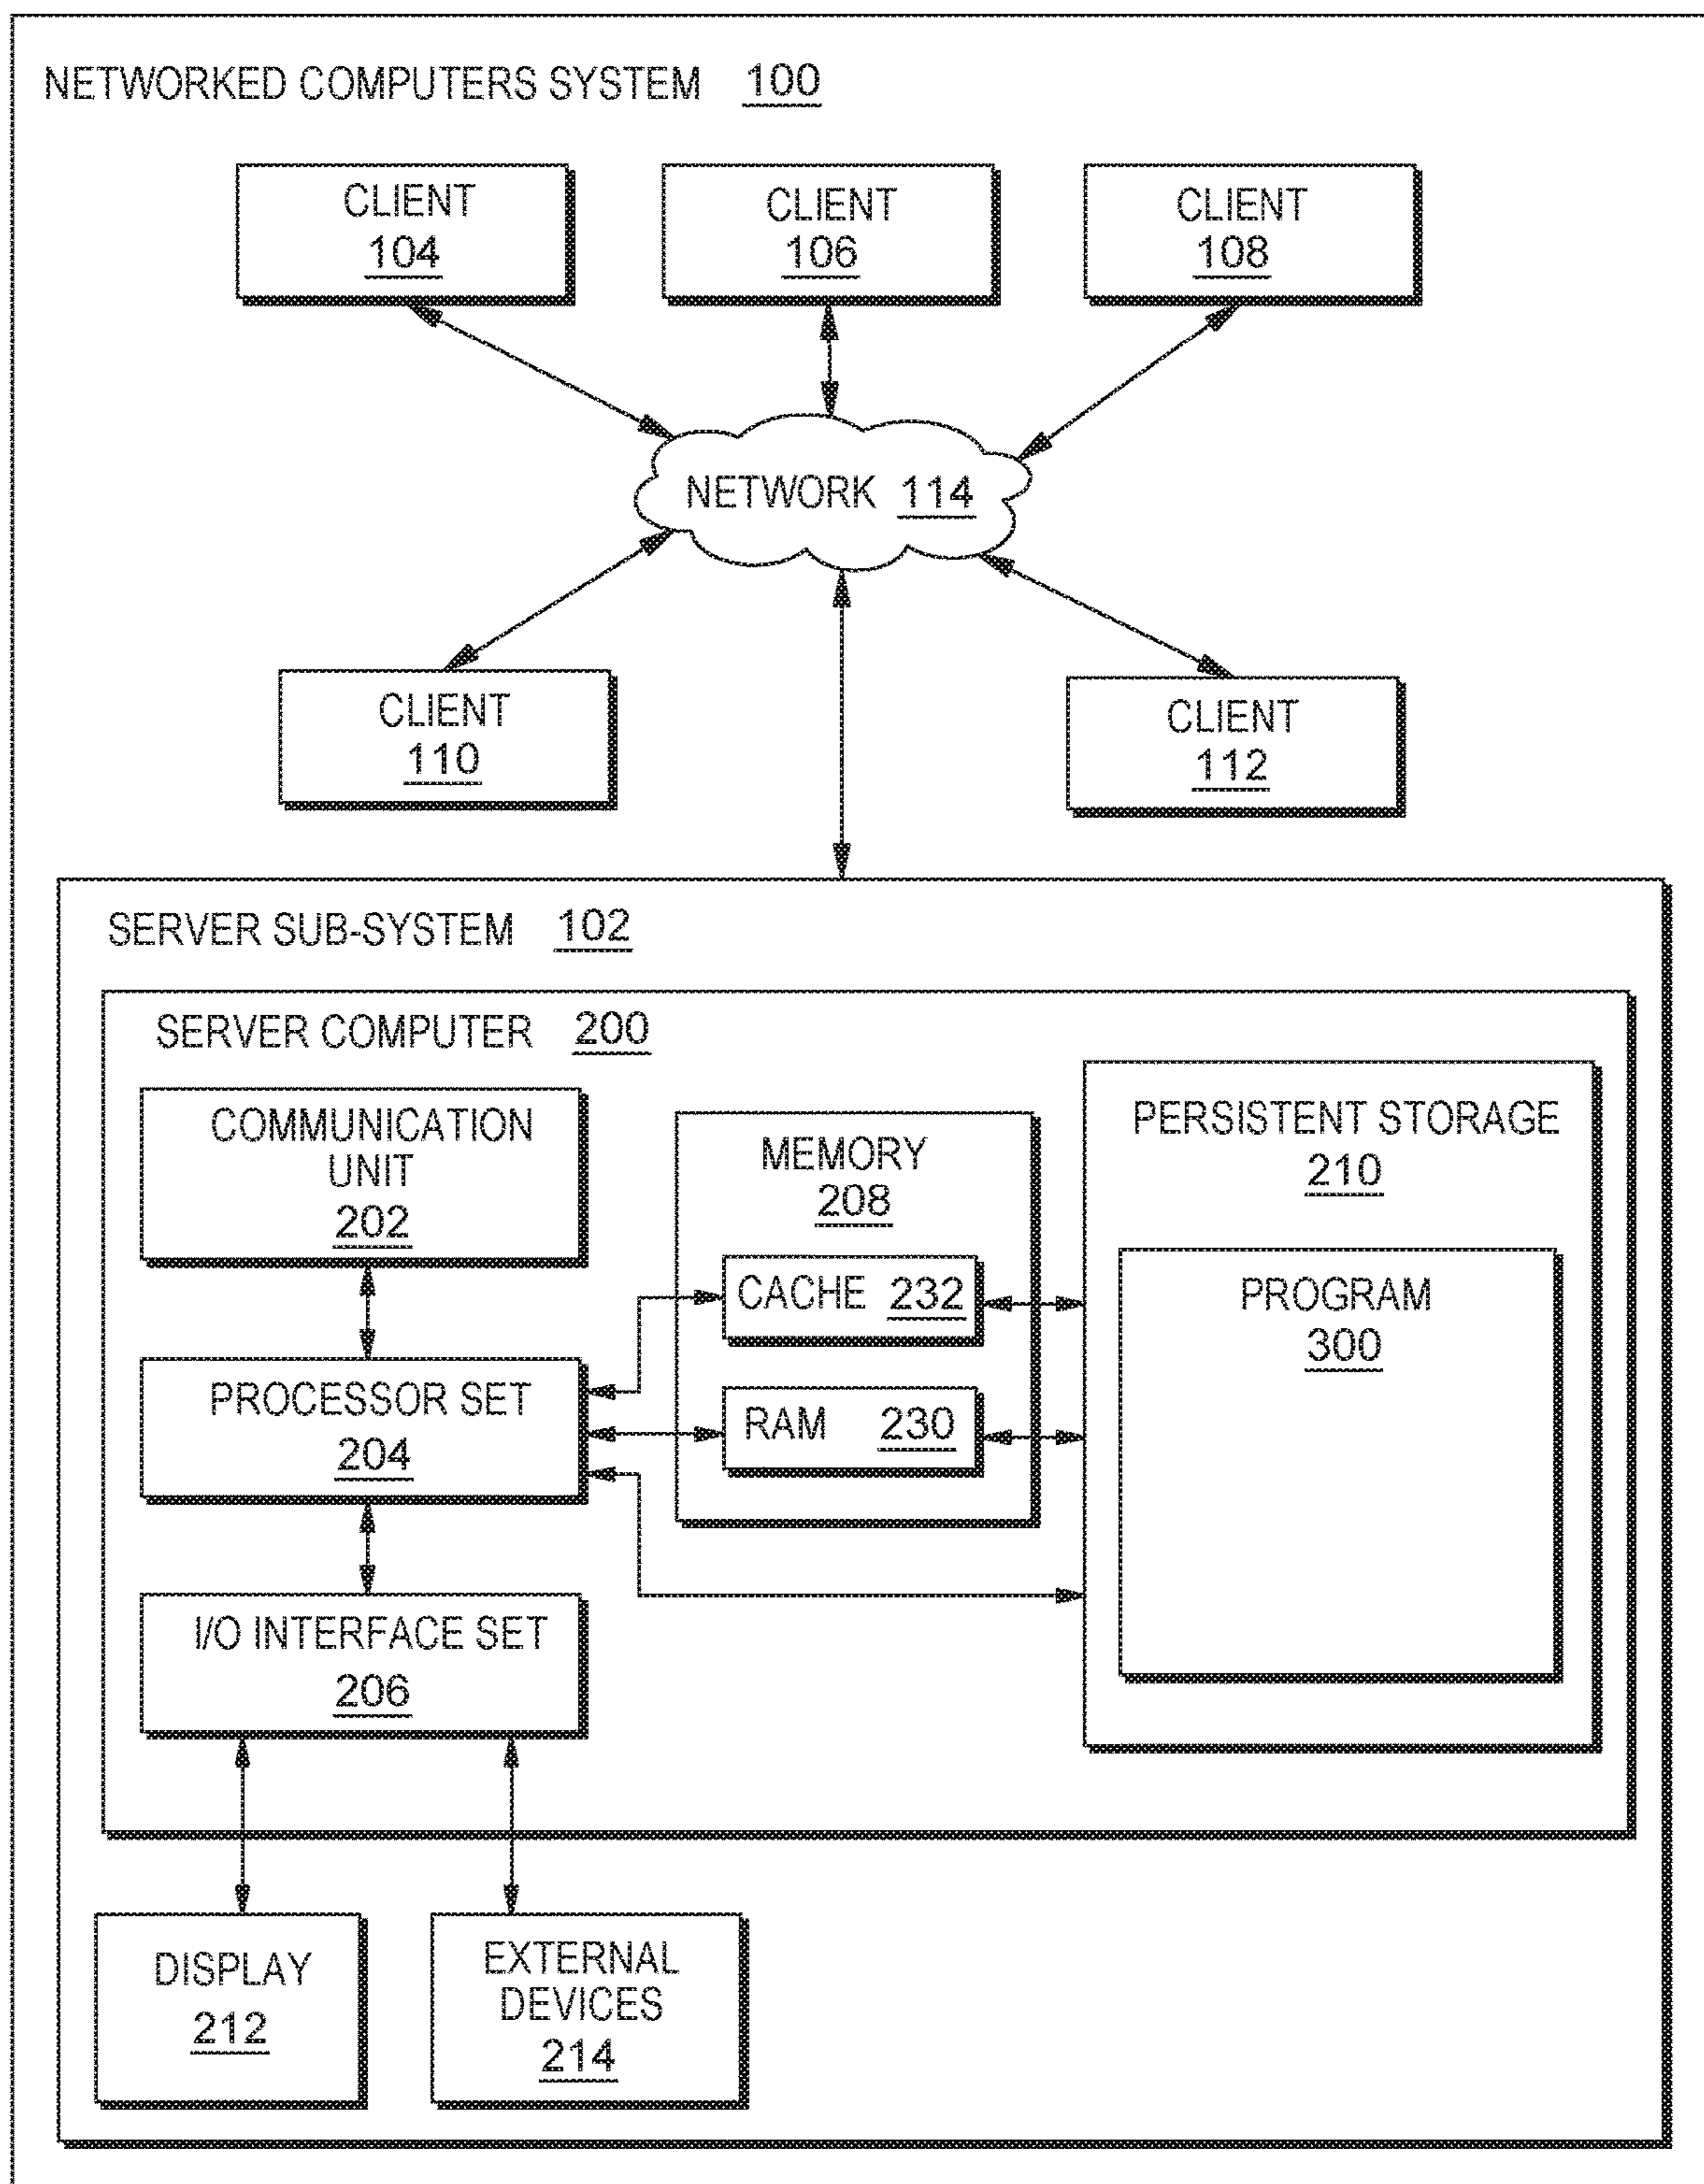 NETWORKED COMPUTERS SYSTEM 100
CLIENT
104
CLIENT
106
CLIENT
108
NETWORK 114
CLIENT
110
CLIENT
112
SERVER SUB-SYSTEM 102
SERVER COMPUTER 200
COMMUNICATION
UNIT
202
MEMORY
208
PERSISTENT STORAGE
210
CACHE 232
PROGRAM
300
PROCESSOR SET
204
RAM 230
I/O INTERFACE SET
206
DISPLAY
212
EXTERNAL
DEVICES
214